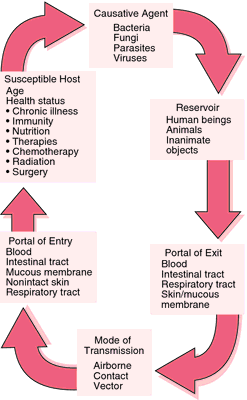 Causative Agent
Bacteria
Fungi
Parasites
Viruses
Reservoir
Human beings
Animals
Inanimate
objects
Portal of Exit
Blood
Intestinal tract
Respiratory tract
Skin/mucous
membrane
Mode of
Transmission
Airborne
Contact
Vector
Portal of Entry
Blood
Intestinal tract
Mucous membrane
Nonintact skin
Respiratory tract
Susceptible Host
Age
Health status
• Chronic illness
• Immunity
• Nutrition
• Therapies
• Chemotherapy
• Radiation
• Surgery